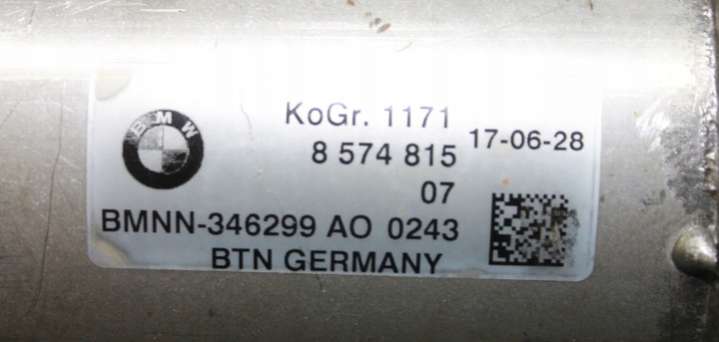 BMW
KoGr. 1171
8 574 815
17-06-28
07
BMNN-346299 AO 0243
BTN GERMANY